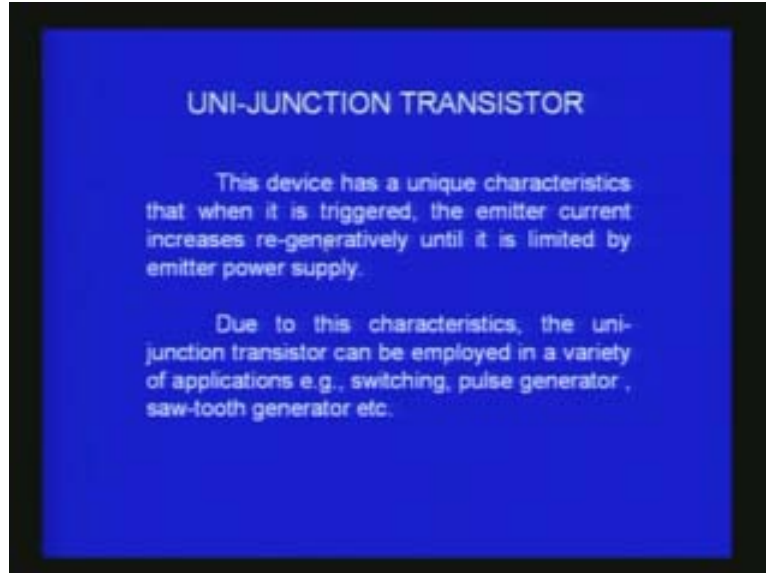 UNI-JUNCTION TRANSISTOR
This device has a unique characteristics
that when it is triggered, the emitter current
increases re-generatively until it is limited by
emitter power supply.
Due to this characteristics, the uni-
junction transistor can be employed in a variety
of applications e.g., switching, pulse generator ,
saw-tooth generator etc.